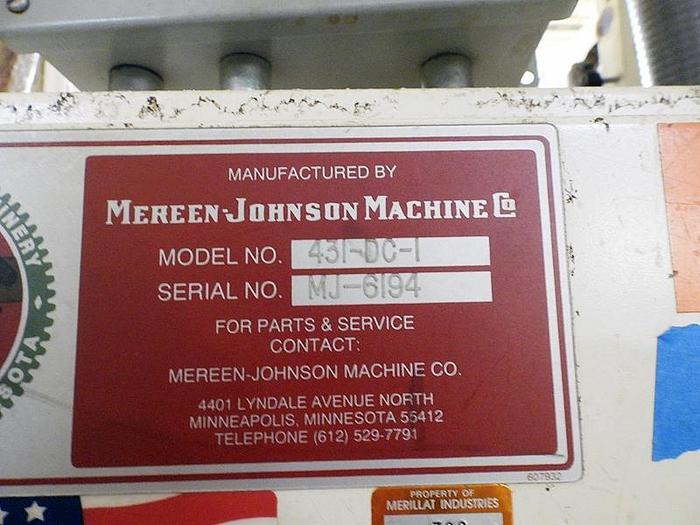 MANUFACTURED BY
MEREEN-JOHNSON MACHINE CO
MODEL NO. 431-DC-1
SERIAL NO. MJ-6194
FOR PARTS & SERVICE
CONTACT:
MEREEN-JOHNSON MACHINE CO.
4401 LYNDALE AVENUE NORTH
MINNEAPOLIS, MINNESOTA 55412
TELEPHONE (612) 529-7791
607932
PROPERTY OF
MERILLAT INDUSTRIES